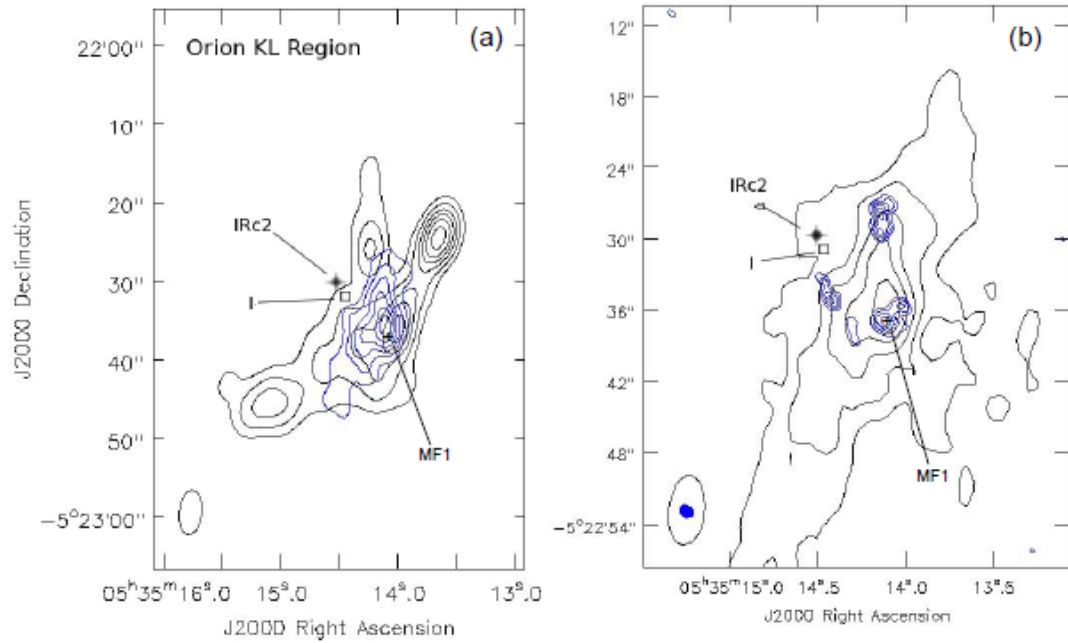 Orion KL Region
(a)
22'00"
10"
20"
30"
40"
50"
−5°23'00"
IRc2
I
MF1
05ʰ35ᵐ16ˢ.0
15ˢ.0
14ˢ.0
13ˢ.0
J2000 Right Ascension
J2000 Declination
(b)
12"
18"
24"
30"
36"
42"
48"
−5°22'54"
IRc2
I
MF1
05ʰ35ᵐ15ˢ.0
14ˢ.5
14ˢ.0
J2000 Right Ascension